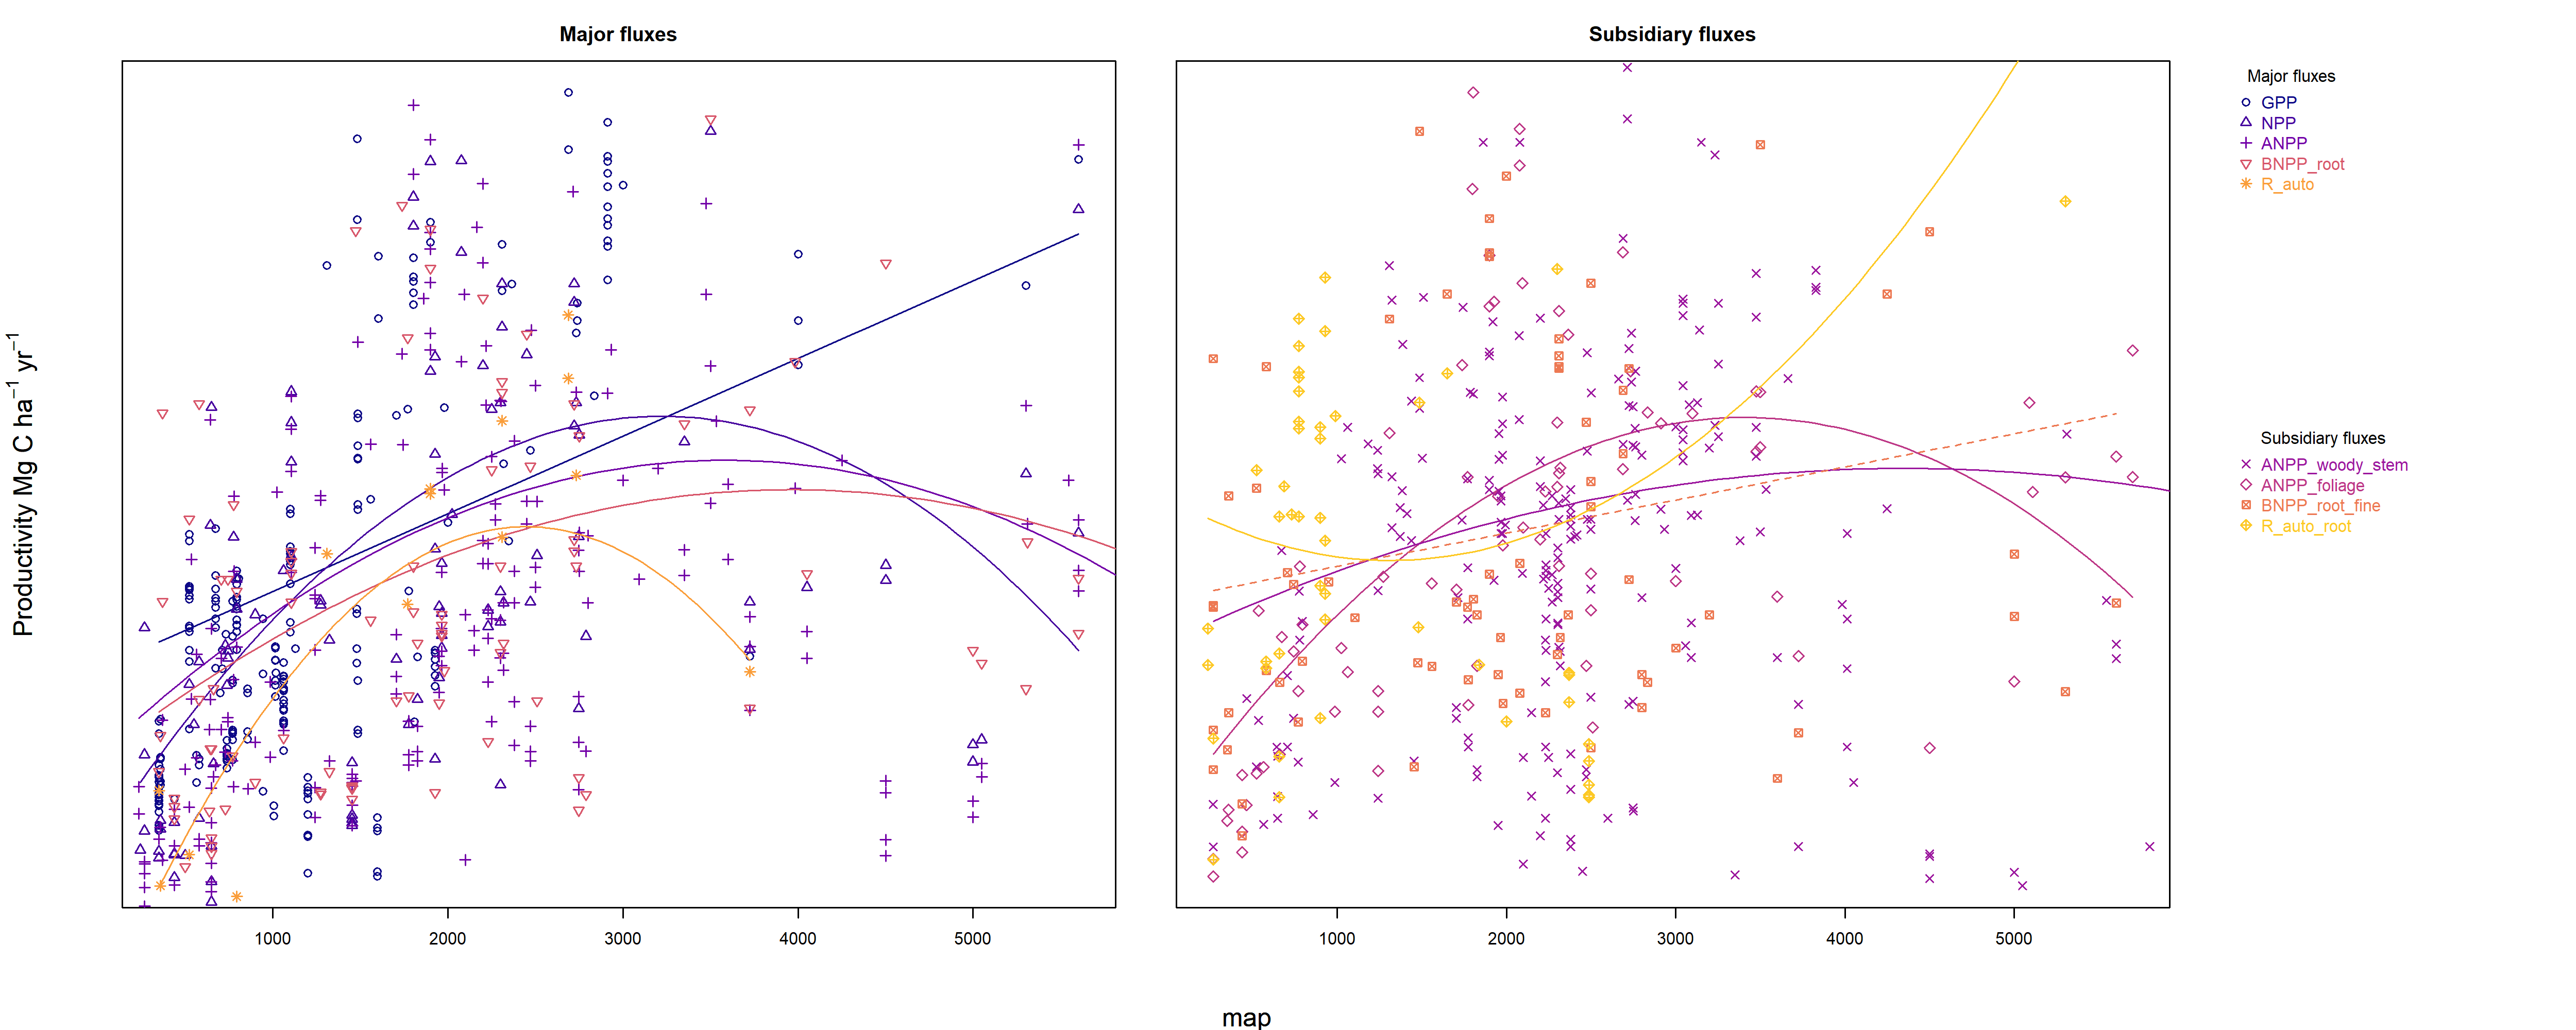 Major fluxes
Subsidiary fluxes
Productivity Mg C ha⁻¹ yr⁻¹
1000 2000 3000 4000 5000
1000 2000 3000 4000 5000
map
Major fluxes
GPP
NPP
ANPP
BNPP_root
R_auto
Subsidiary fluxes
ANPP_woody_stem
ANPP_foliage
BNPP_root_fine
R_auto_root